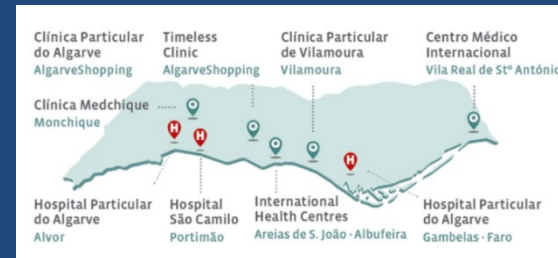 Clínica Particular
do Algarve
AlgarveShopping
Timeless
Clinic
AlgarveShopping
Clínica Particular
de Vilamoura
Vilamoura
Centro Médico
Internacional
Vila Real de Stº Antónic
Clínica Medchique
Monchique
H
H
H
Hospital Particular
do Algarve
Alvor
Hospital
São Camilo
Portimão
International
Health Centres
Areias de S. João · Albufeira
Hospital Particular
do Algarve
Gambelas · Faro